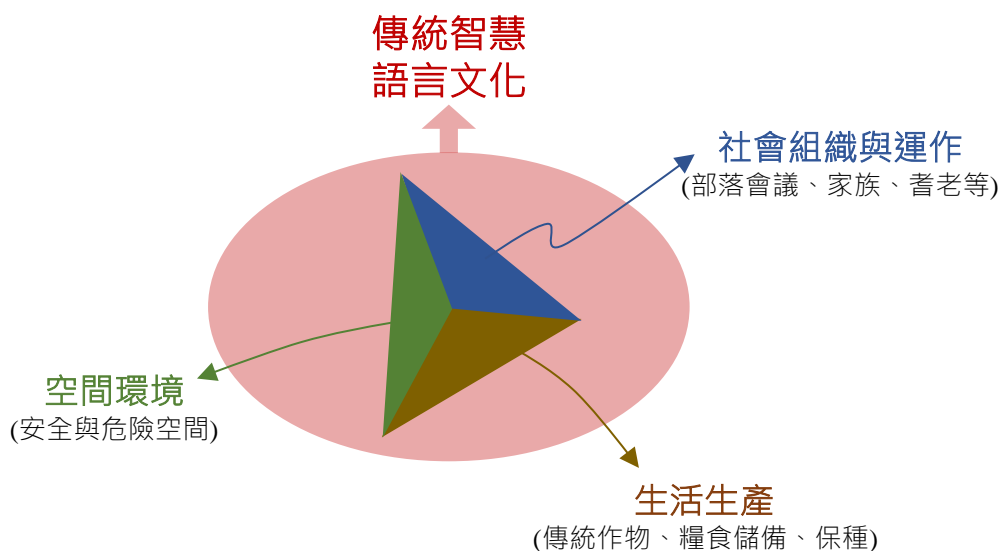 傳統智慧
語言文化
社會組織與運作
(部落會議、家族、耆老等)
空間環境
(安全與危險空間)
生活生產
(傳統作物、糧食儲備、保種)